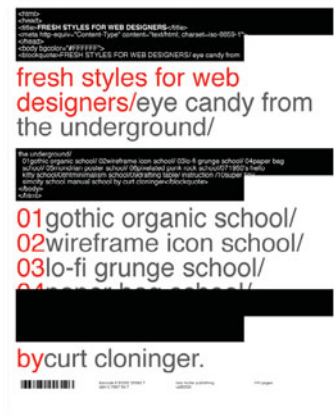 <html>
<head>
<title>FRESH STYLES FOR WEB DESIGNERS</title>
<meta http-equiv="Content-Type" content="text/html; charset=iso-8859-1">
</head>
<body bgcolor="#FFFFFF">
<blockquote>FRESH STYLES FOR WEB DESIGNERS/ eye candy from
fresh styles for web
designers/eye candy from
the underground/
the underground/
01gothic organic school/ 02wireframe icon school/ 03lo-fi grunge school/ 04paper bag
school/ 05mondrian poster school/ 06pixelated punk rock school/071950's hello
kitty school/08htminimalism school/09drafting table/ instruction /10super
simcity school manual school by curt cloninger</blockquote>
</body>
</html>
01gothic organic school/
02wireframe icon school/
03lo-fi grunge school/
04paper bag school/
bycurt cloninger.